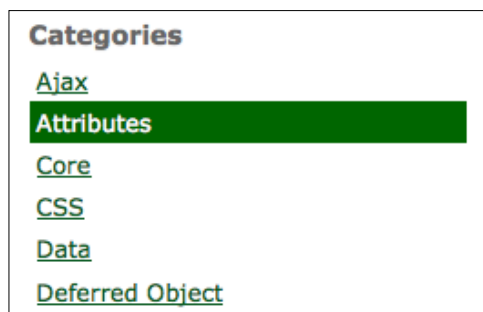 Categories
Ajax
Attributes
Core
CSS
Data
Deferred Object